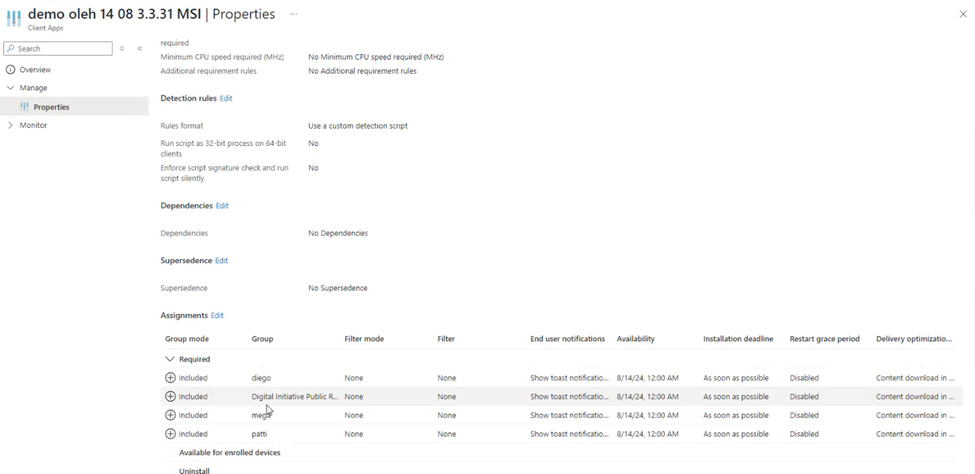 demo oleh 14 08 3.3.31 MSI | Properties ...
Client Apps
Search
Overview
Manage
Properties
Monitor
required
Minimum CPU speed required (MHz) No Minimum CPU speed required (MHz)
Additional requirement rules No Additional requirement rules
Detection rules Edit
Rules format Use a custom detection script
Run script as 32-bit process on 64-bit clients No
Enforce script signature check and run script silently No
Dependencies Edit
Dependencies No Dependencies
Supersedence Edit
Supersedence No Supersedence
Assignments Edit
Group mode Group Filter mode Filter End user notifications Availability Installation deadline Restart grace period Delivery optimizatio...
Required
Included diego None None Show toast notificatio... 8/14/24, 12:00 AM As soon as possible Disabled Content download in ...
Included Digital Initiative Public R... None None Show toast notificatio... 8/14/24, 12:00 AM As soon as possible Disabled Content download in ...
Included None None Show toast notificatio... 8/14/24, 12:00 AM As soon as possible Disabled Content download in ...
Included patti None None Show toast notificatio... 8/14/24, 12:00 AM As soon as possible Disabled Content download in ...
Available for enrolled devices
Uninstall